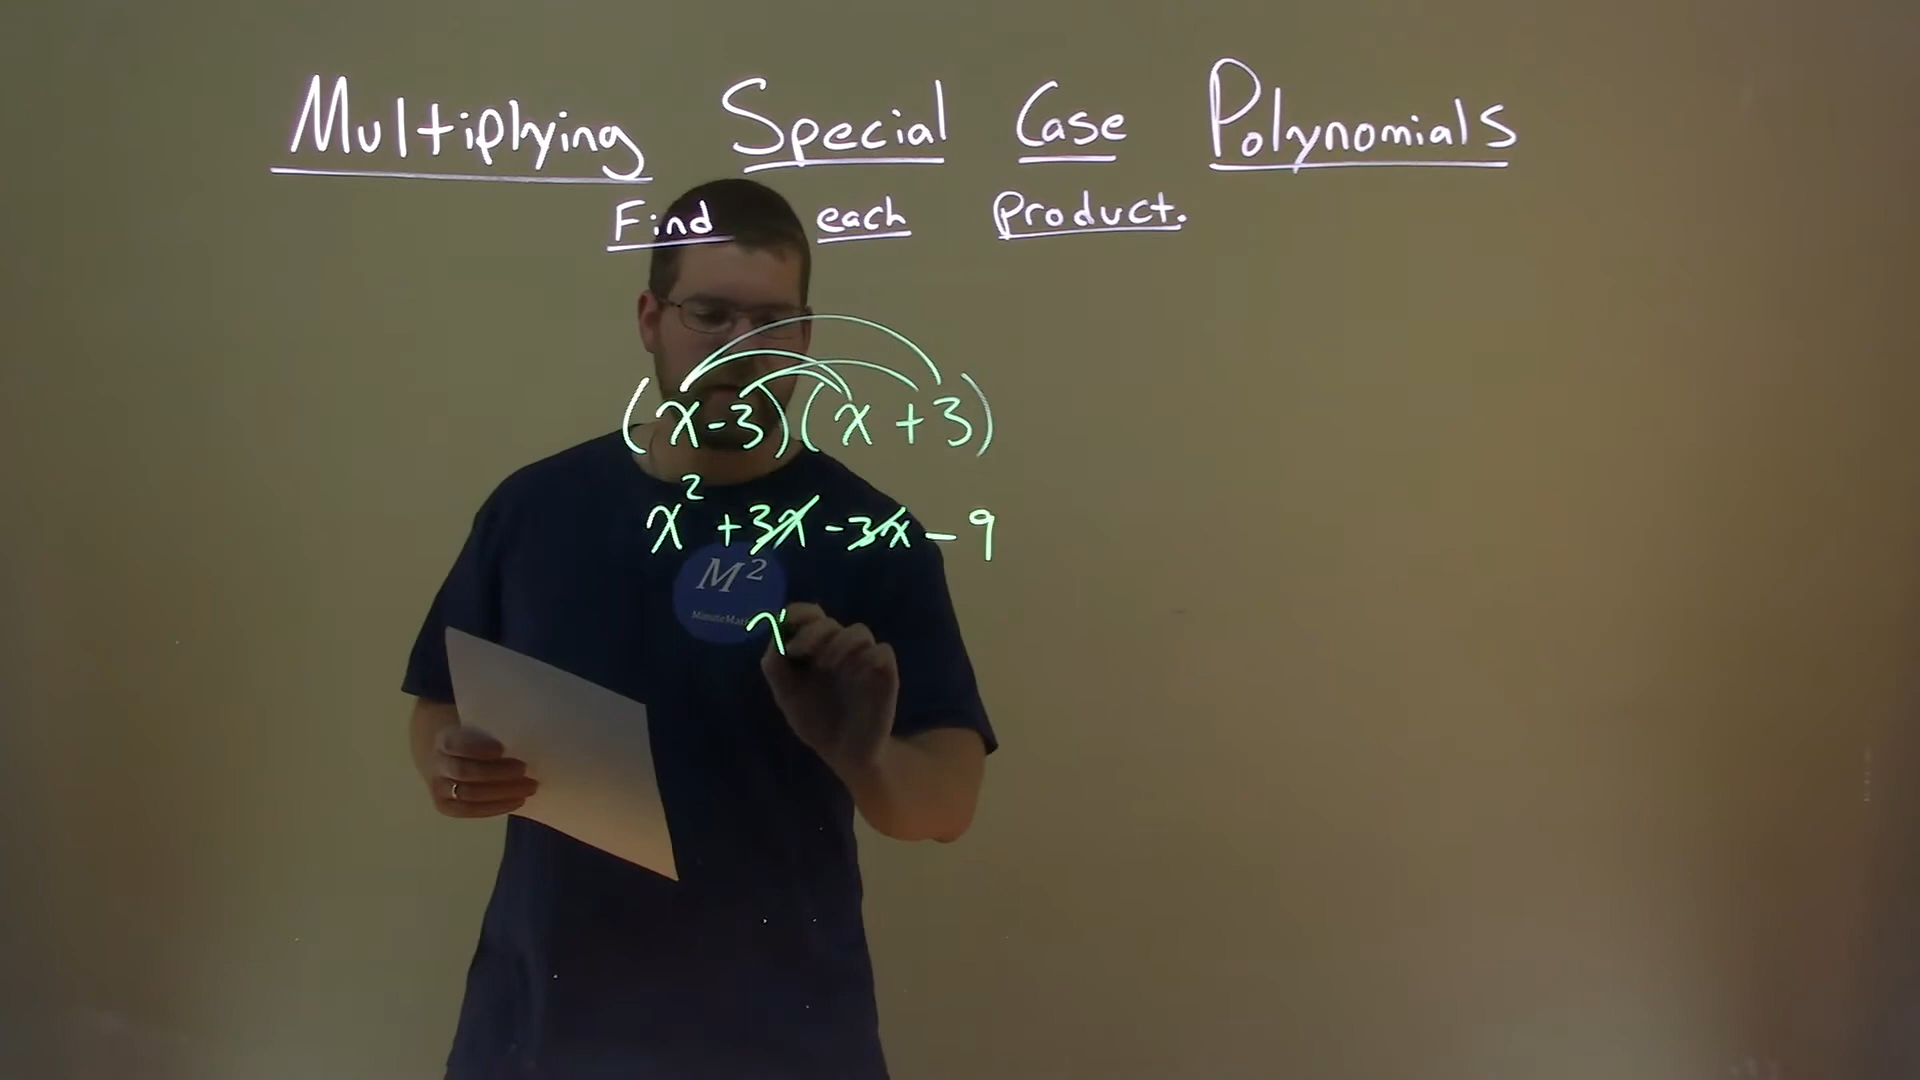 Multiplying Special Case Polynomials
Find each product.
(x-3)(x+3)
x² +3x -3x - 9
M²
x